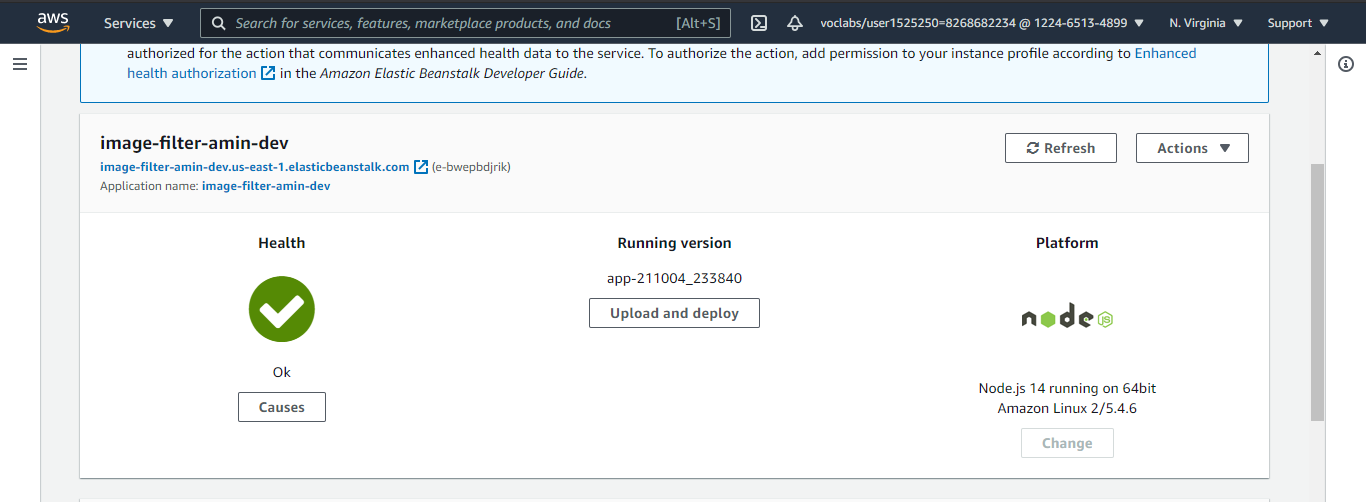 aws
Services ▼
Search for services, features, marketplace products, and docs
[Alt+S]
voclabs/user1525250=8268682234 @ 1224-6513-4899 ▼
N. Virginia ▼
Support ▼
authorized for the action that communicates enhanced health data to the service. To authorize the action, add permission to your instance profile according to Enhanced
health authorization in the Amazon Elastic Beanstalk Developer Guide.
image-filter-amin-dev
Refresh
Actions ▼
image-filter-amin-dev.us-east-1.elasticbeanstalk.com (e-bwepbdjrik)
Application name: image-filter-amin-dev
Health
Running version
Platform
app-211004_233840
Upload and deploy
node JS
Ok
Causes
Node.js 14 running on 64bit
Amazon Linux 2/5.4.6
Change